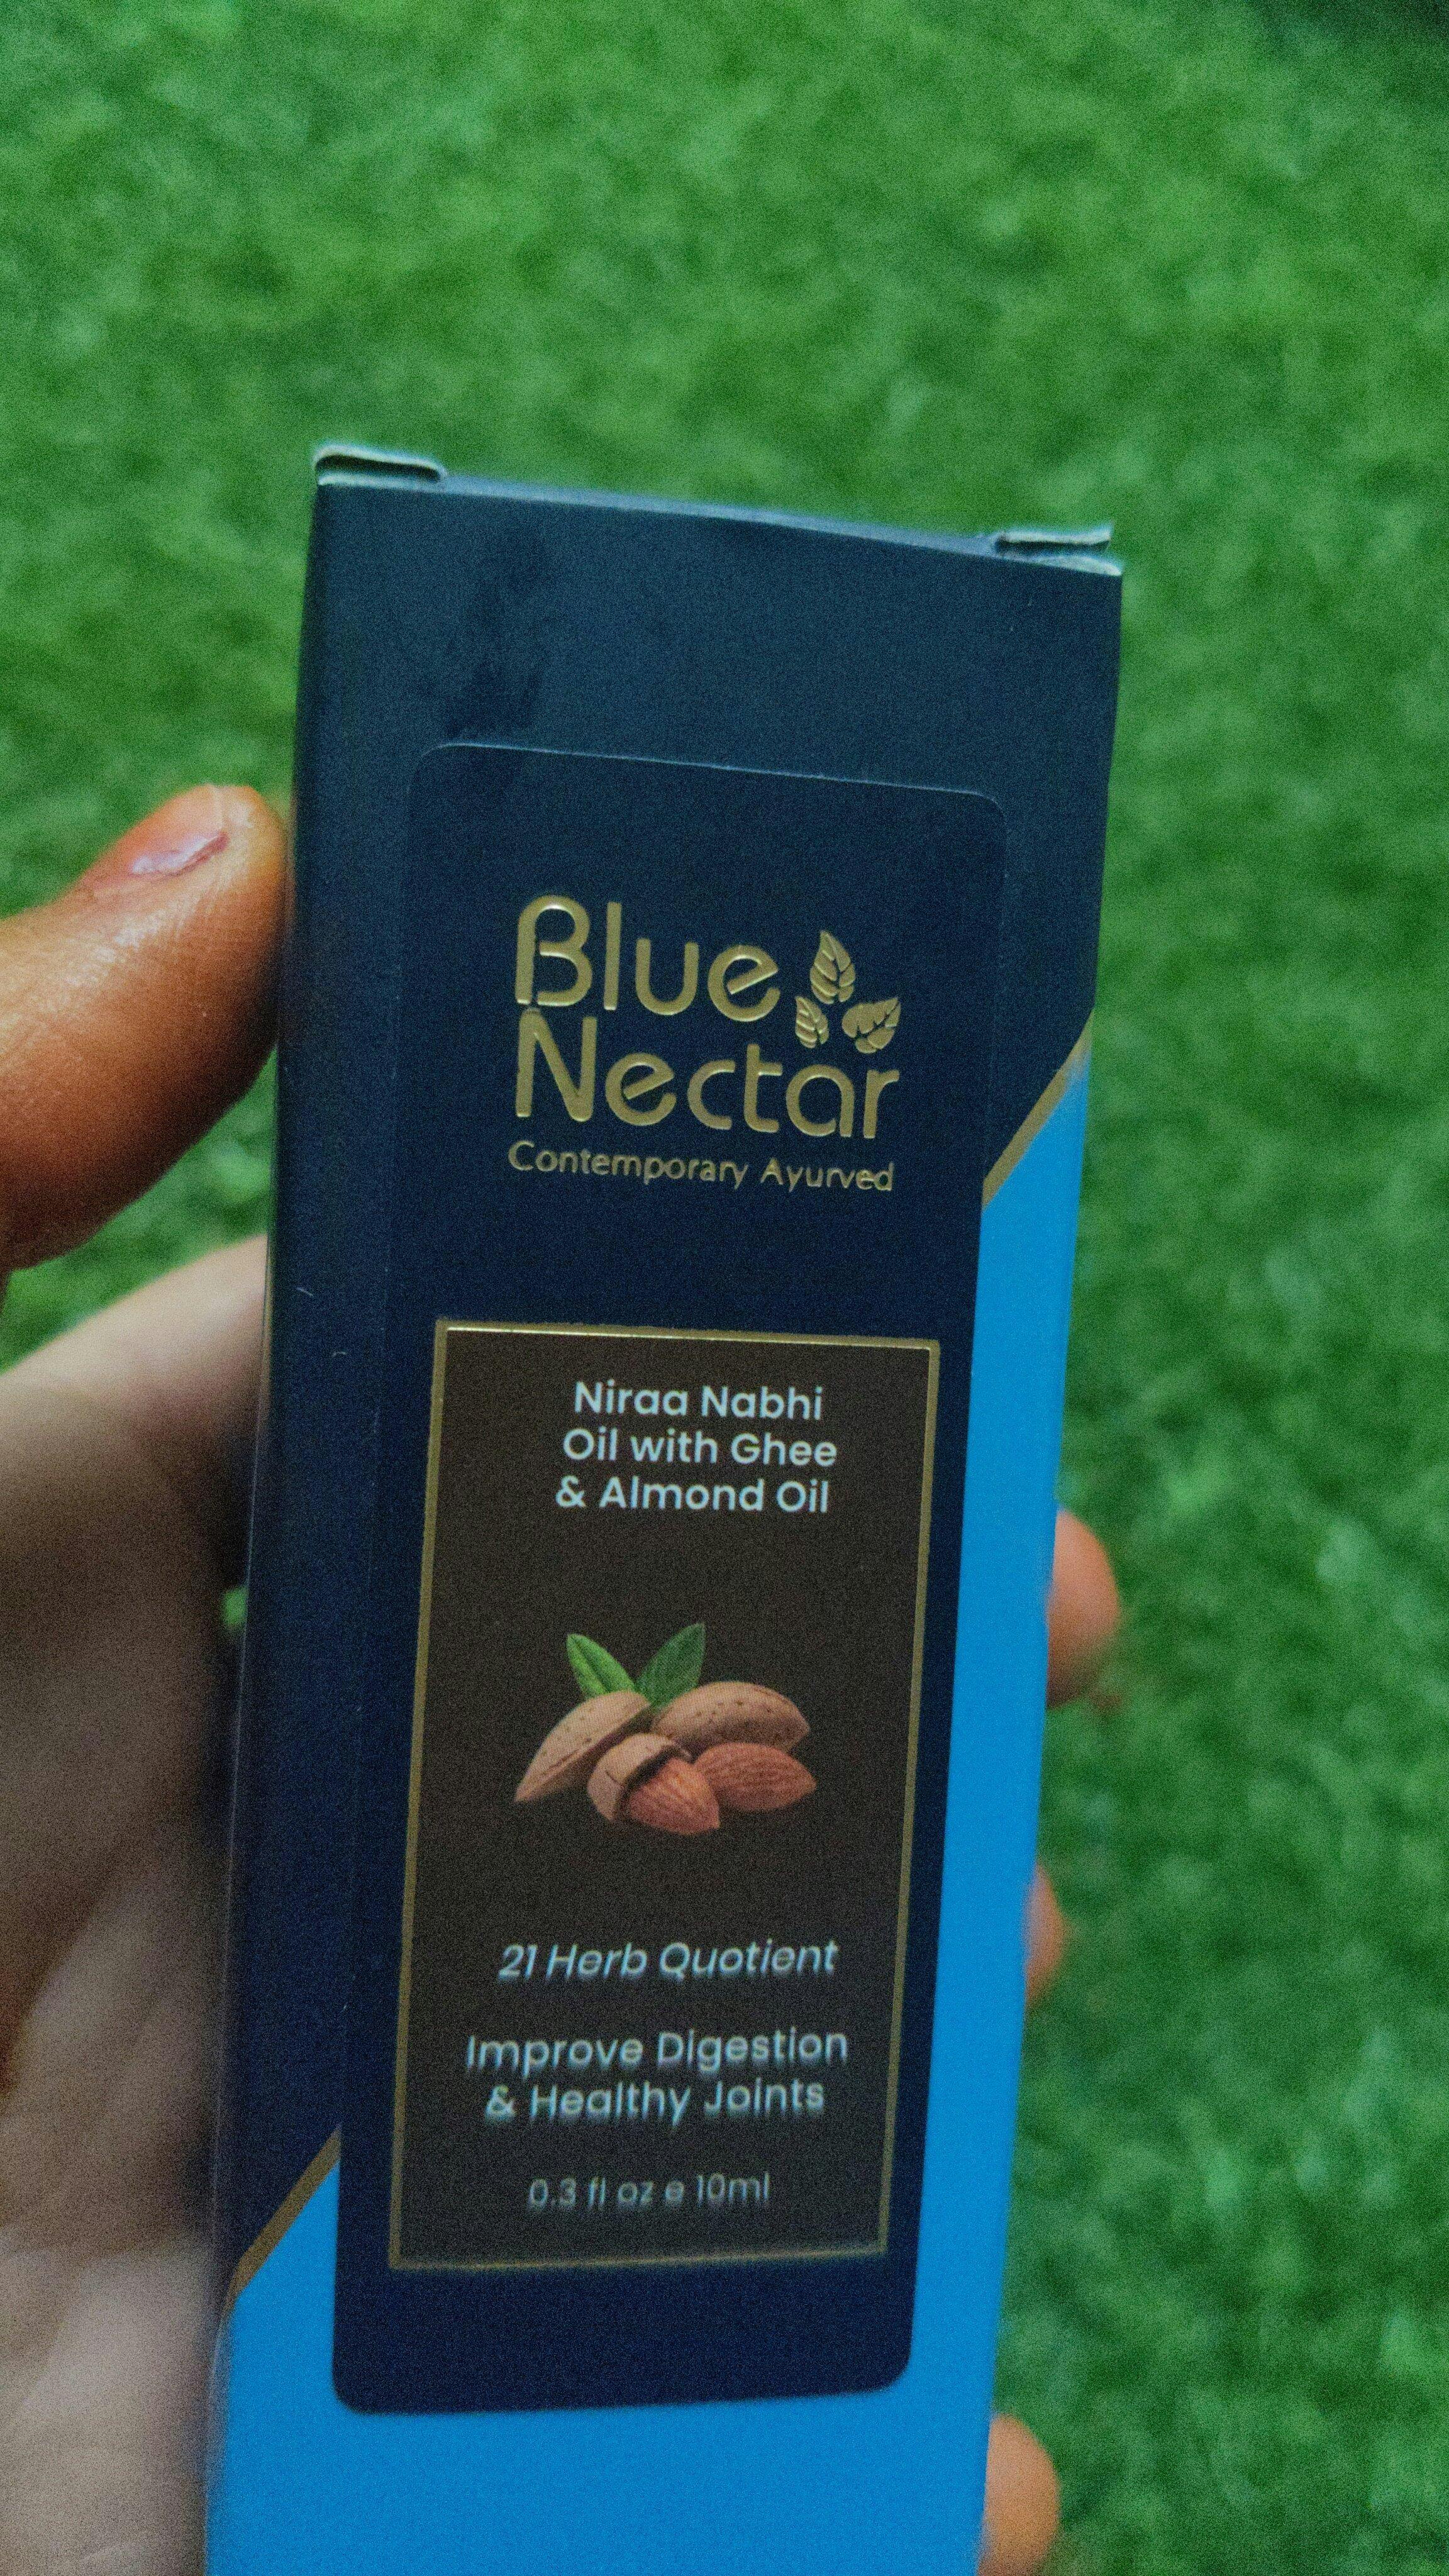 Blue
Nectar
Contemporary Ayurved
Niraa Nabhi
Oil with Ghee
& Almond Oil
21 Herb Quotient
Improve Digestion
& Healthy Joints
0.3 fl oz e 10ml